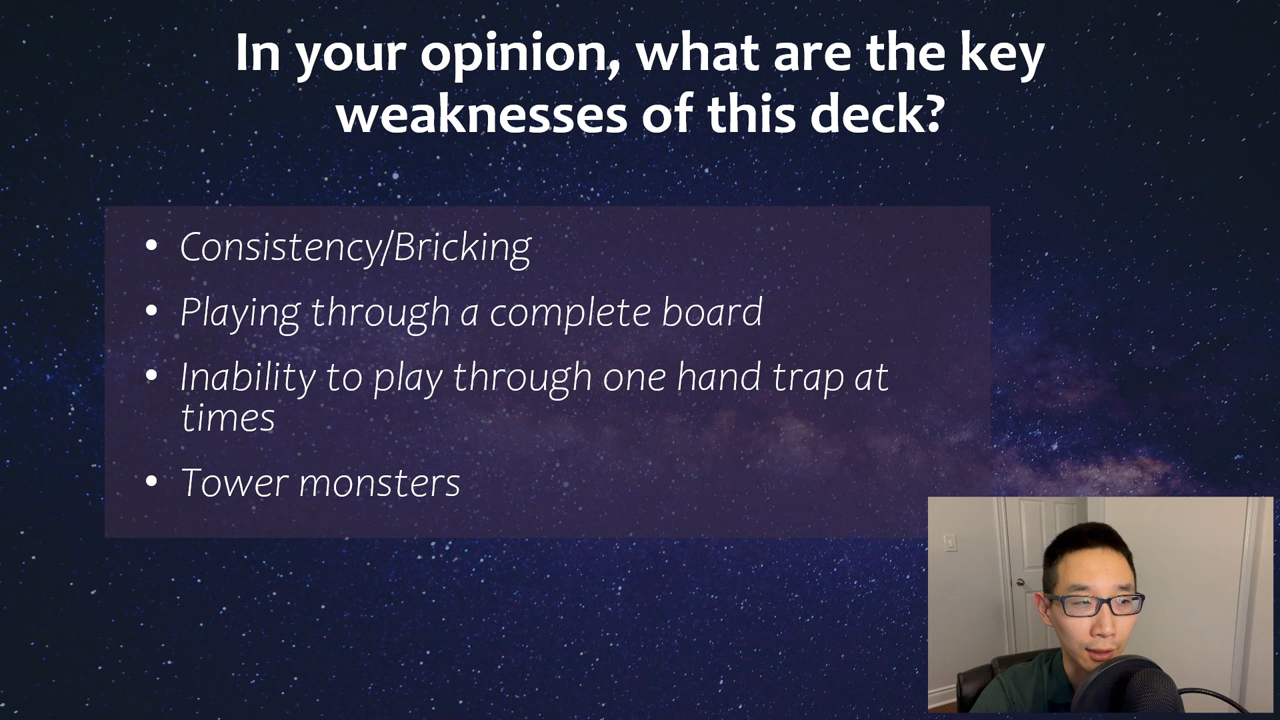 In your opinion, what are the key
weaknesses of this deck?
• Consistency/Bricking
• Playing through a complete board
• Inability to play through one hand trap at
times
• Tower monsters